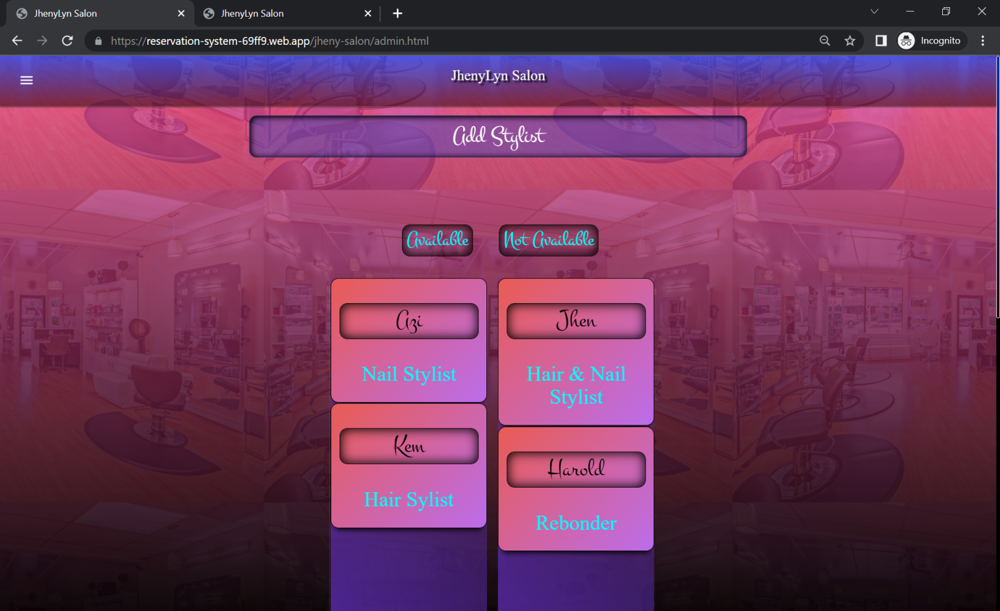 JhenyLyn Salon
JhenyLyn Salon
https://reservation-system-69ff9.web.app/jheny-salon/admin.html
Incognito
JhenyLyn Salon
Add Stylist
Available
Not Available
Azi
Nail Stylist
Kem
Hair Sylist
Jhen
Hair & Nail
Stylist
Harold
Rebonder